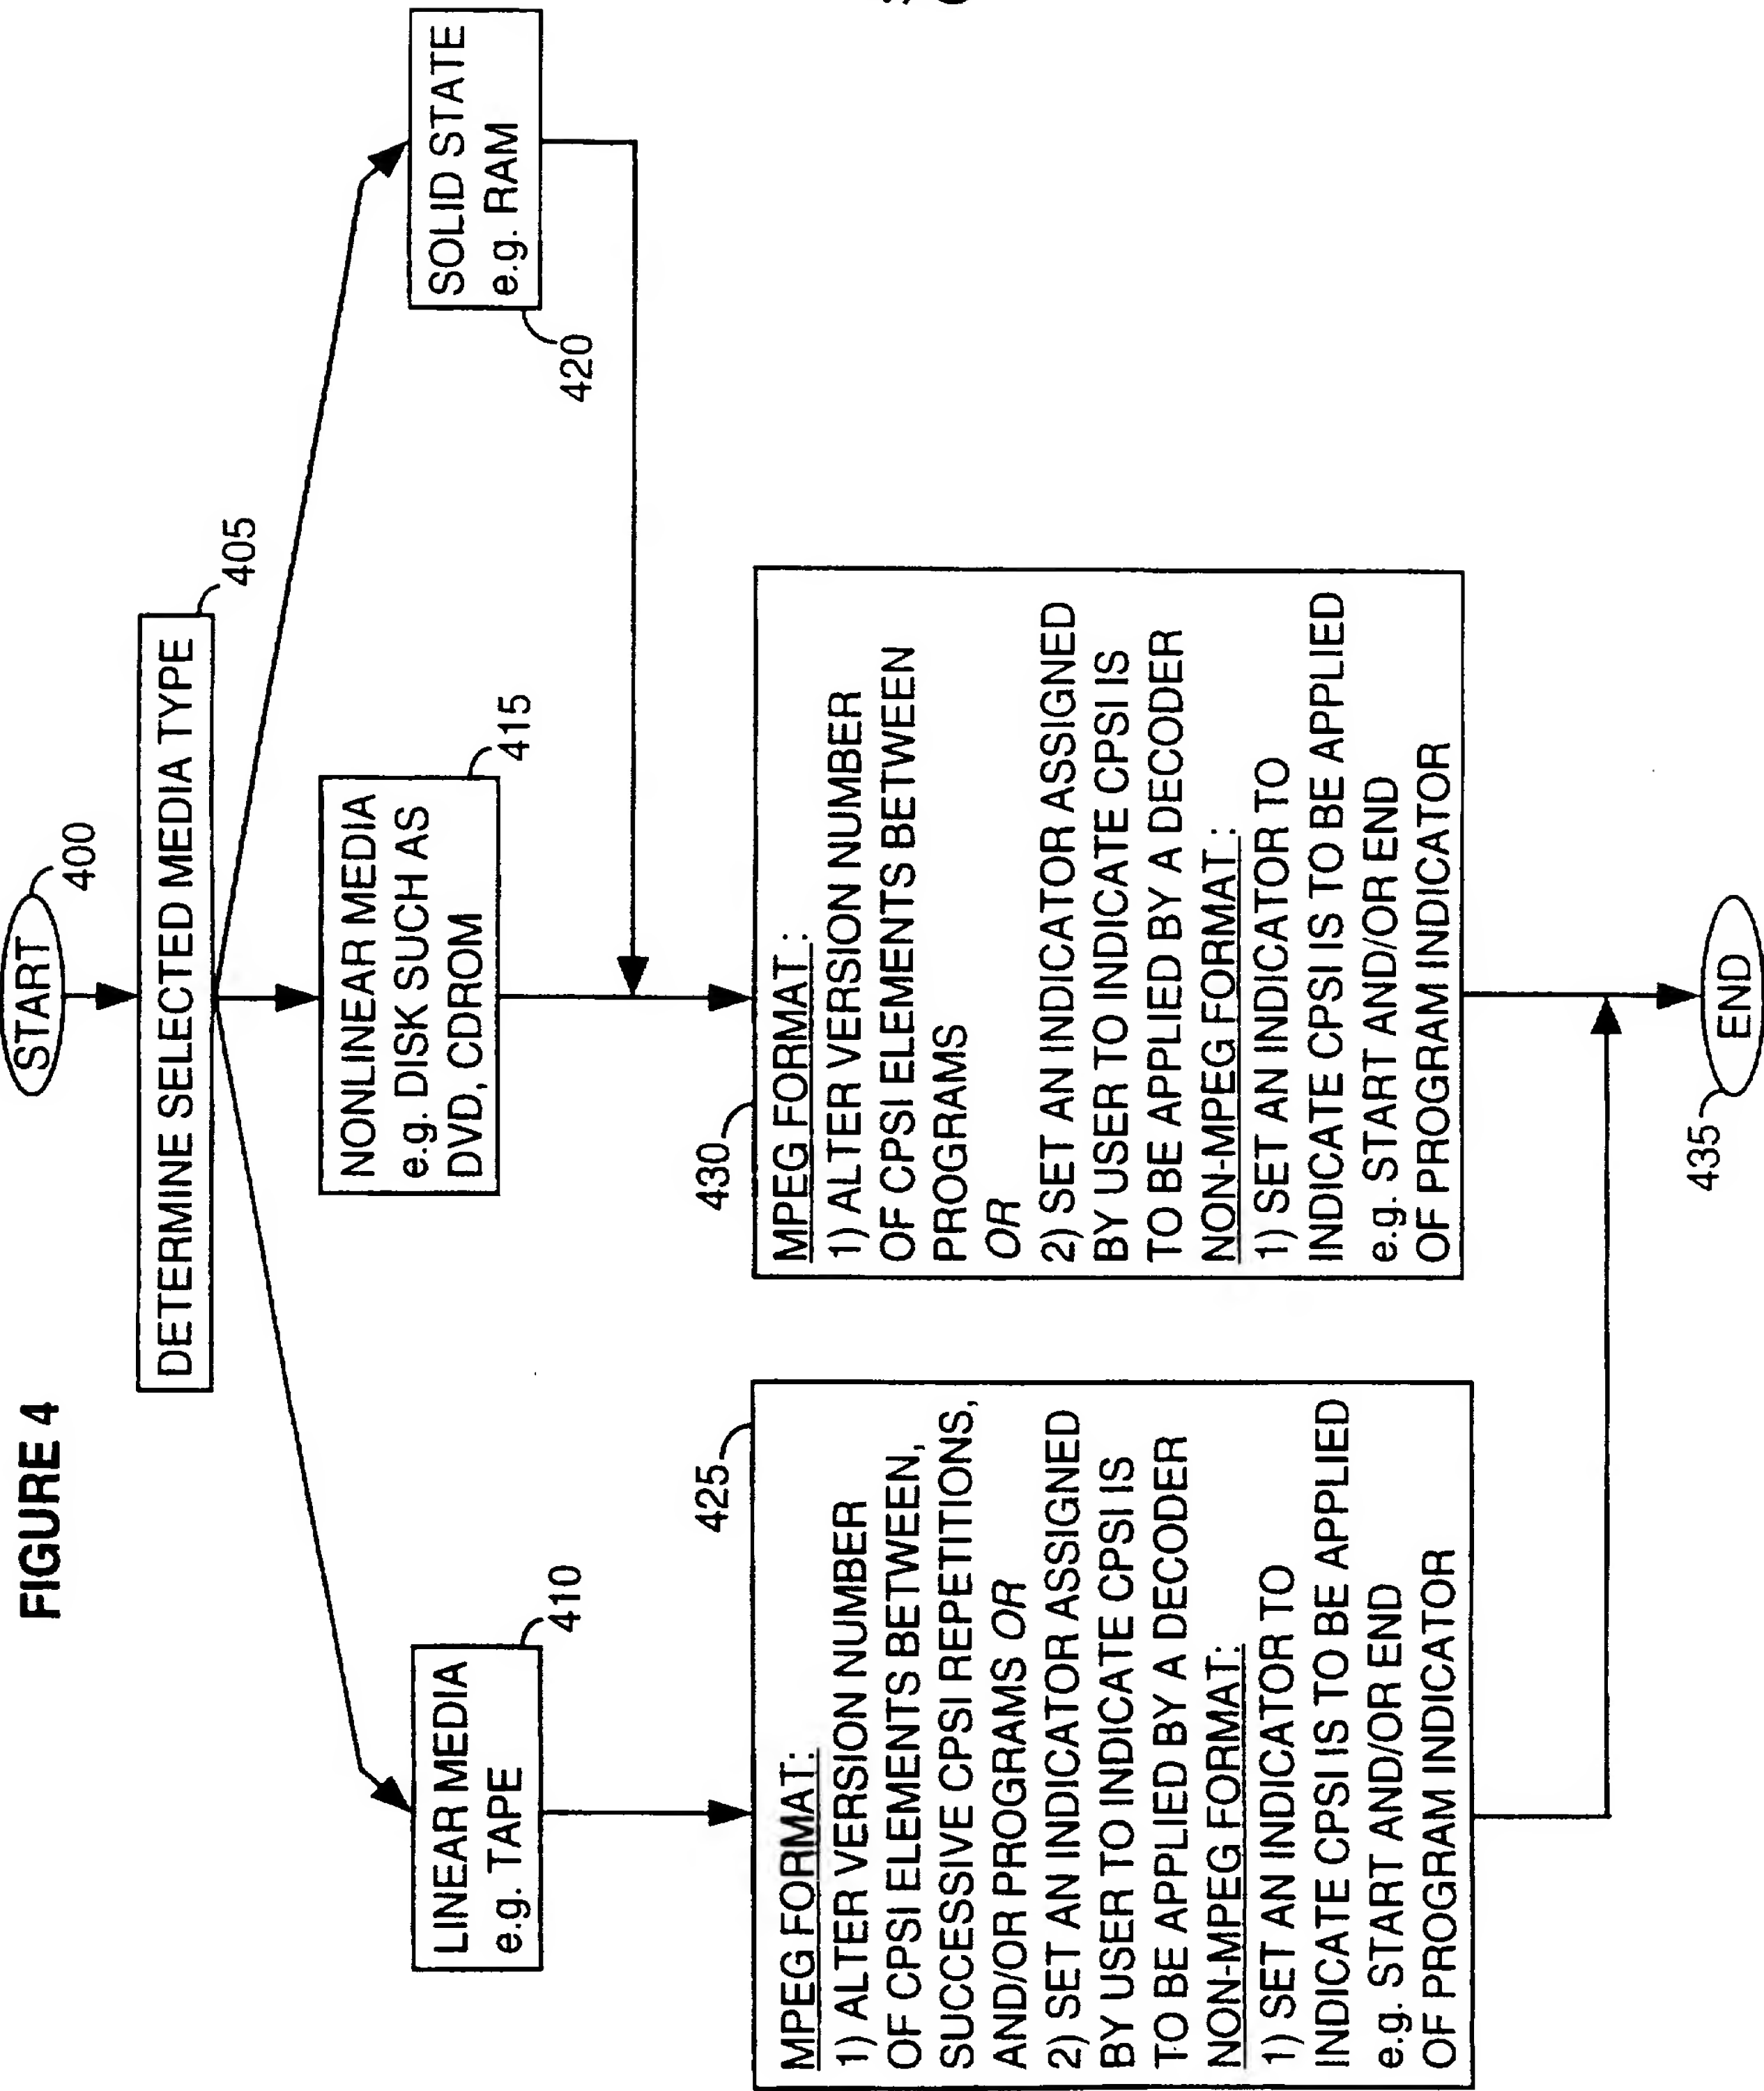 FIGURE 4
START
400
DETERMINE SELECTED MEDIA TYPE
405
LINEAR MEDIA
e.g. TAPE
410
NONLINEAR MEDIA
e.g. DISK SUCH AS
DVD, CDROM
415
SOLID STATE
e.g. RAM
420
425
MPEG FORMAT:
1) ALTER VERSION NUMBER
OF CPSI ELEMENTS BETWEEN,
SUCCESSIVE CPSI REPETITIONS,
AND/OR PROGRAMS OR
2) SET AN INDICATOR ASSIGNED
BY USER TO INDICATE CPSI IS
TO BE APPLIED BY A DECODER
NON-MPEG FORMAT:
1) SET AN INDICATOR TO
INDICATE CPSI IS TO BE APPLIED
e.g. START AND/OR END
OF PROGRAM INDICATOR
430
MPEG FORMAT :
1) ALTER VERSION NUMBER
OF CPSI ELEMENTS BETWEEN
PROGRAMS
OR
2) SET AN INDICATOR ASSIGNED
BY USER TO INDICATE CPSI IS
TO BE APPLIED BY A DECODER
NON-MPEG FORMAT :
1) SET AN INDICATOR TO
INDICATE CPSI IS TO BE APPLIED
e.g. START AND/OR END
OF PROGRAM INDICATOR
435
END